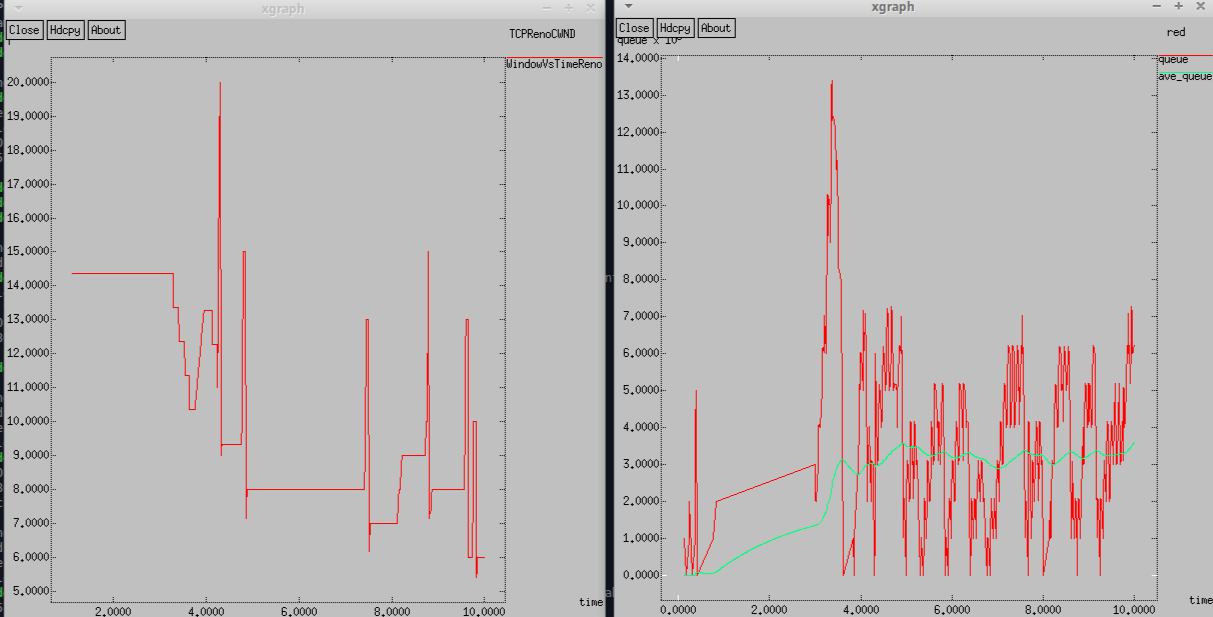 xgraph
Close Hdcpy About
TCPRenoCWND
WindowVsTimeReno
20.0000
19.0000
18.0000
17.0000
16.0000
15.0000
14.0000
13.0000
12.0000
11.0000
10.0000
9.0000
8.0000
7.0000
6.0000
5.0000
2.0000 4.0000 6.0000 8.0000 10.0000
time
xgraph
Close Hdcpy About
red
queue x 10
queue
ave_queue
14.0000
13.0000
12.0000
11.0000
10.0000
9.0000
8.0000
7.0000
6.0000
5.0000
4.0000
3.0000
2.0000
1.0000
0.0000
0.0000 2.0000 4.0000 6.0000 8.0000 10.0000
time